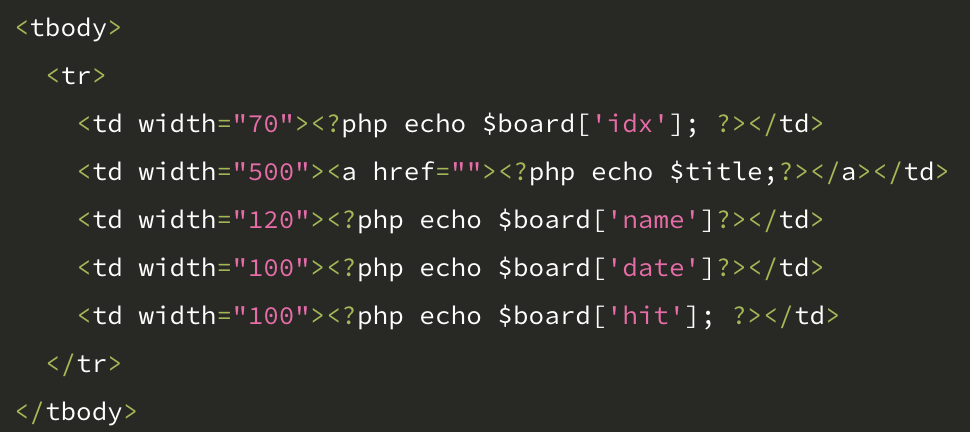 <tbody>
  <tr>
    <td width="70"><?php echo $board['idx']; ?></td>
    <td width="500"><a href=""><?php echo $title;?></a></td>
    <td width="120"><?php echo $board['name']?></td>
    <td width="100"><?php echo $board['date']?></td>
    <td width="100"><?php echo $board['hit']; ?></td>
  </tr>
</tbody>